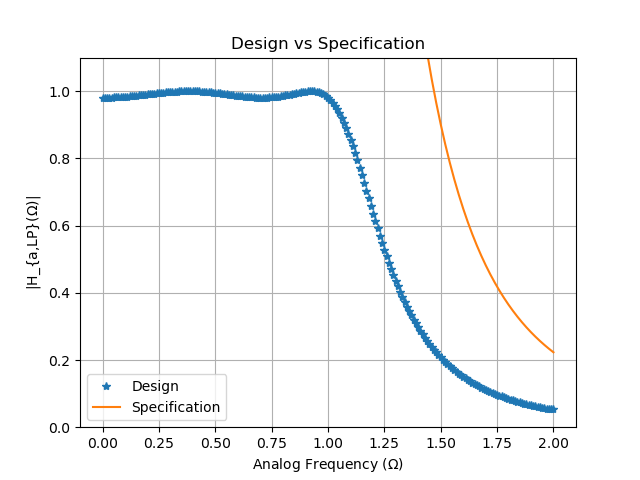 Design vs Specification
|H_{a,LP}(Ω)|
1.0
0.8
0.6
0.4
0.2
0.0
Design
Specification
0.00 0.25 0.50 0.75 1.00 1.25 1.50 1.75 2.00
Analog Frequency (Ω)